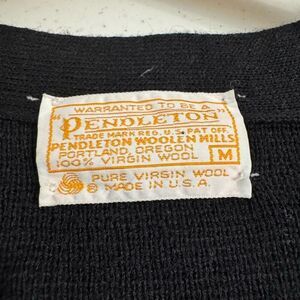 WARRANTED TO BE A
"PENDLETON"
TRADE MARK REG. U.S. PAT. OFF.
PENDLETON WOOLEN MILLS
PORTLAND, OREGON
100% VIRGIN WOOL
M
PURE VIRGIN WOOL
® MADE IN U.S.A.